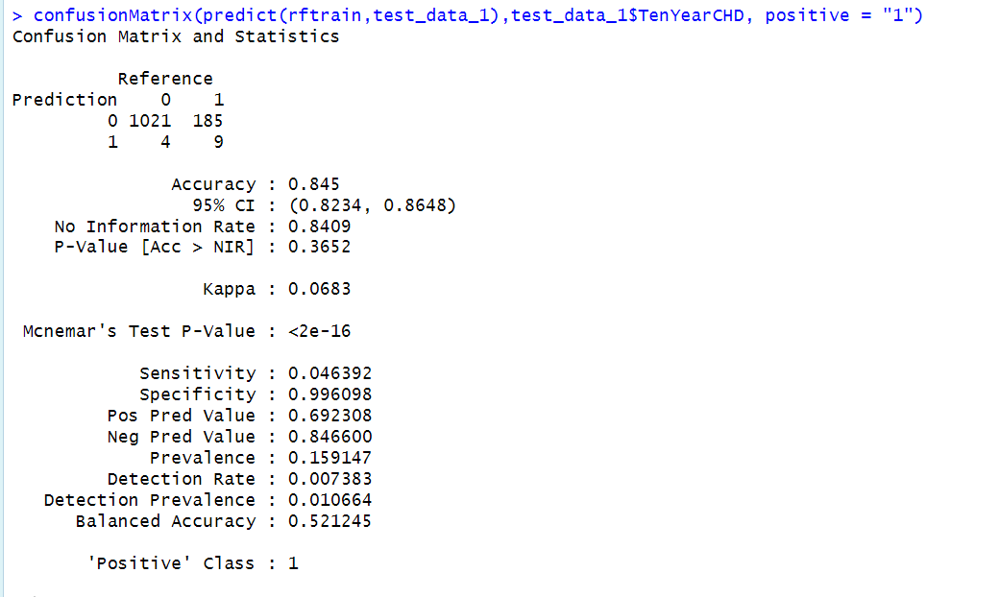 > confusionMatrix(predict(rftrain,test_data_1),test_data_1$TenYearCHD, positive = "1")
Confusion Matrix and Statistics
Reference
Prediction 0 1
0 1021 185
1 4 9
Accuracy : 0.845
95% CI : (0.8234, 0.8648)
No Information Rate : 0.8409
P-Value [Acc > NIR] : 0.3652
Kappa : 0.0683
Mcnemar's Test P-Value : <2e-16
Sensitivity : 0.046392
Specificity : 0.996098
Pos Pred Value : 0.692308
Neg Pred Value : 0.846600
Prevalence : 0.159147
Detection Rate : 0.007383
Detection Prevalence : 0.010664
Balanced Accuracy : 0.521245
'Positive' Class : 1